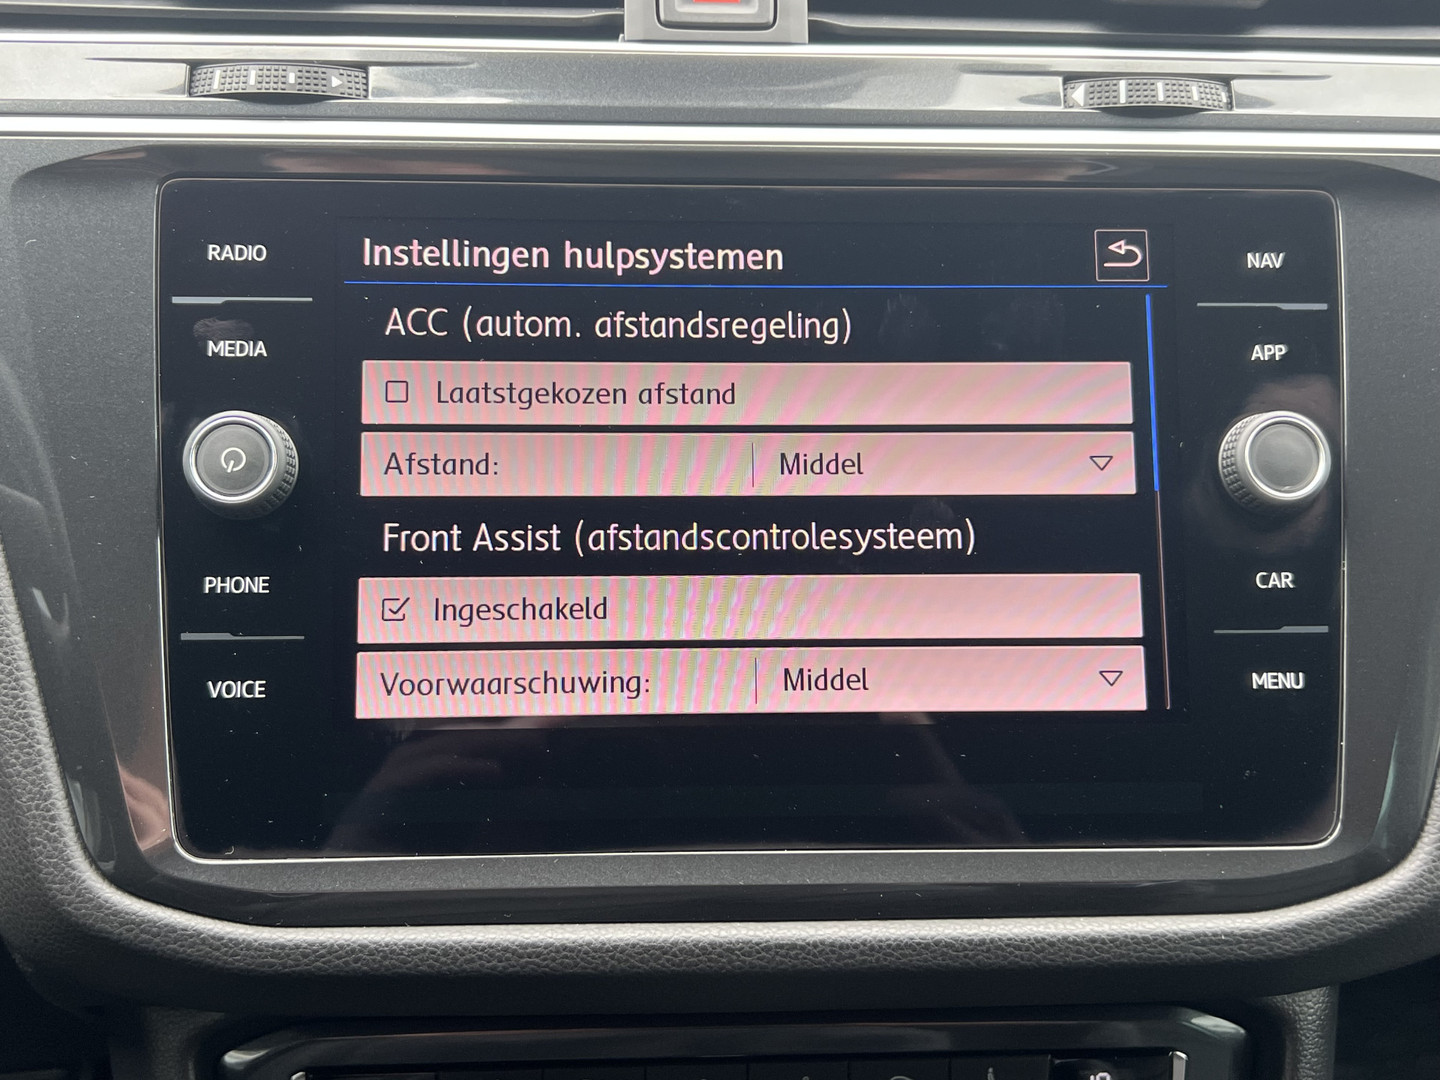 RADIO
MEDIA
PHONE
VOICE
Instellingen hulpsystemen
ACC (autom. afstandsregeling)
Laatstgekozen afstand
Afstand: Middel
Front Assist (afstandscontrolesysteem)
Ingeschakeld
Voorwaarschuwing: Middel
NAV
APP
CAR
MENU